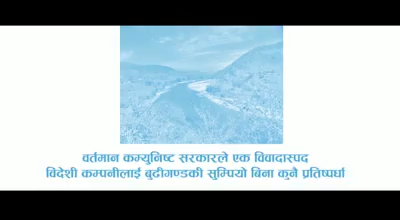 वर्तमान कम्युनिष्ट सरकारले एक विवादास्पद
विदेशी कम्पनीलाई बुढीगण्डकी सुम्पियो बिना कुनै प्रतिष्पर्धा